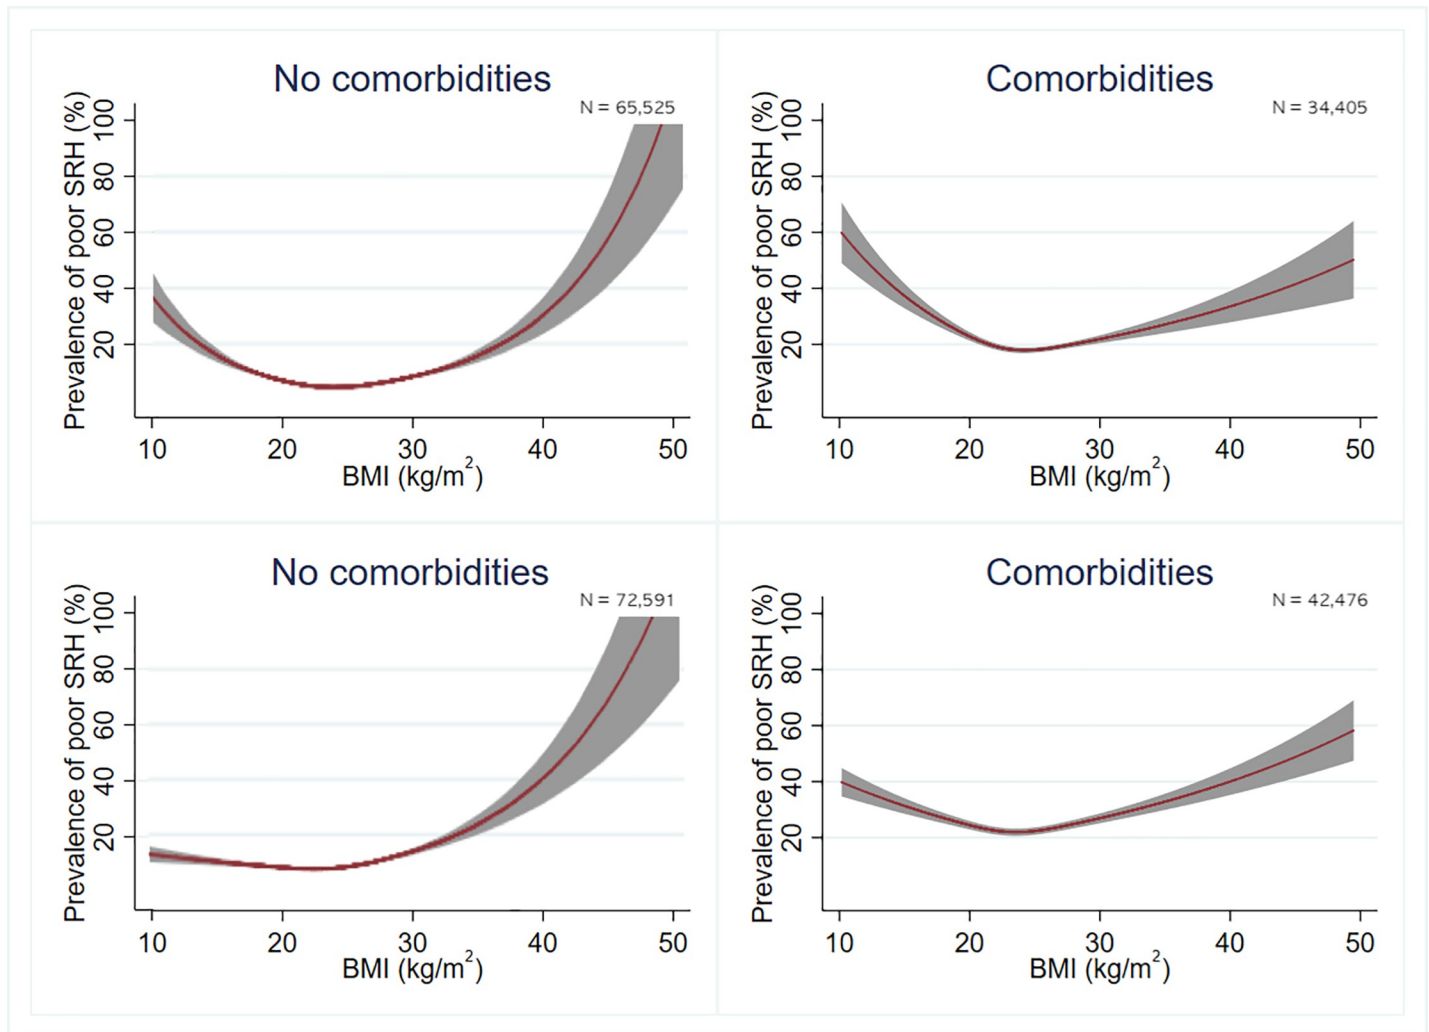 No comorbidities
N = 65,525
Prevalence of poor SRH (%)
100
80
60
40
20
10 20 30 40 50
BMI (kg/m²)
Comorbidities
N = 34,405
Prevalence of poor SRH (%)
100
80
60
40
20
10 20 30 40 50
BMI (kg/m²)
No comorbidities
N = 72,591
Prevalence of poor SRH (%)
100
80
60
40
20
10 20 30 40 50
BMI (kg/m²)
Comorbidities
N = 42,476
Prevalence of poor SRH (%)
100
80
60
40
20
10 20 30 40 50
BMI (kg/m²)